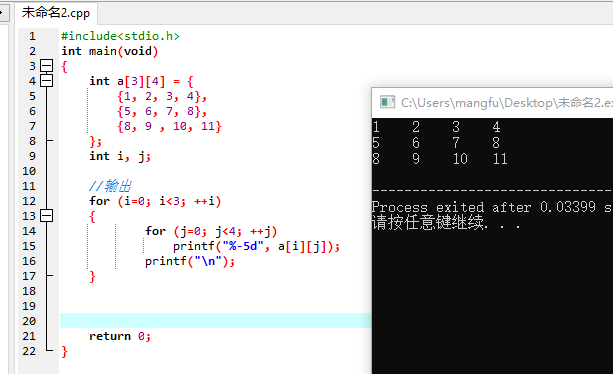 未命名2.cpp
1 #include<stdio.h>
2 int main(void)
3 {
4 int a[3][4] = {
5 {1, 2, 3, 4},
6 {5, 6, 7, 8},
7 {8, 9 , 10, 11}
8 };
9 int i, j;
10
11 //输出
12 for (i=0; i<3; ++i)
13 {
14 for (j=0; j<4; ++j)
15 printf("%-5d", a[i][j]);
16 printf("\n");
17 }
18
19
20
21 return 0;
22 }
C:\Users\mangfu\Desktop\未命名2.e
1 2 3 4
5 6 7 8
8 9 10 11
--------------------------------
Process exited after 0.03399 s
请按任意键继续. . .